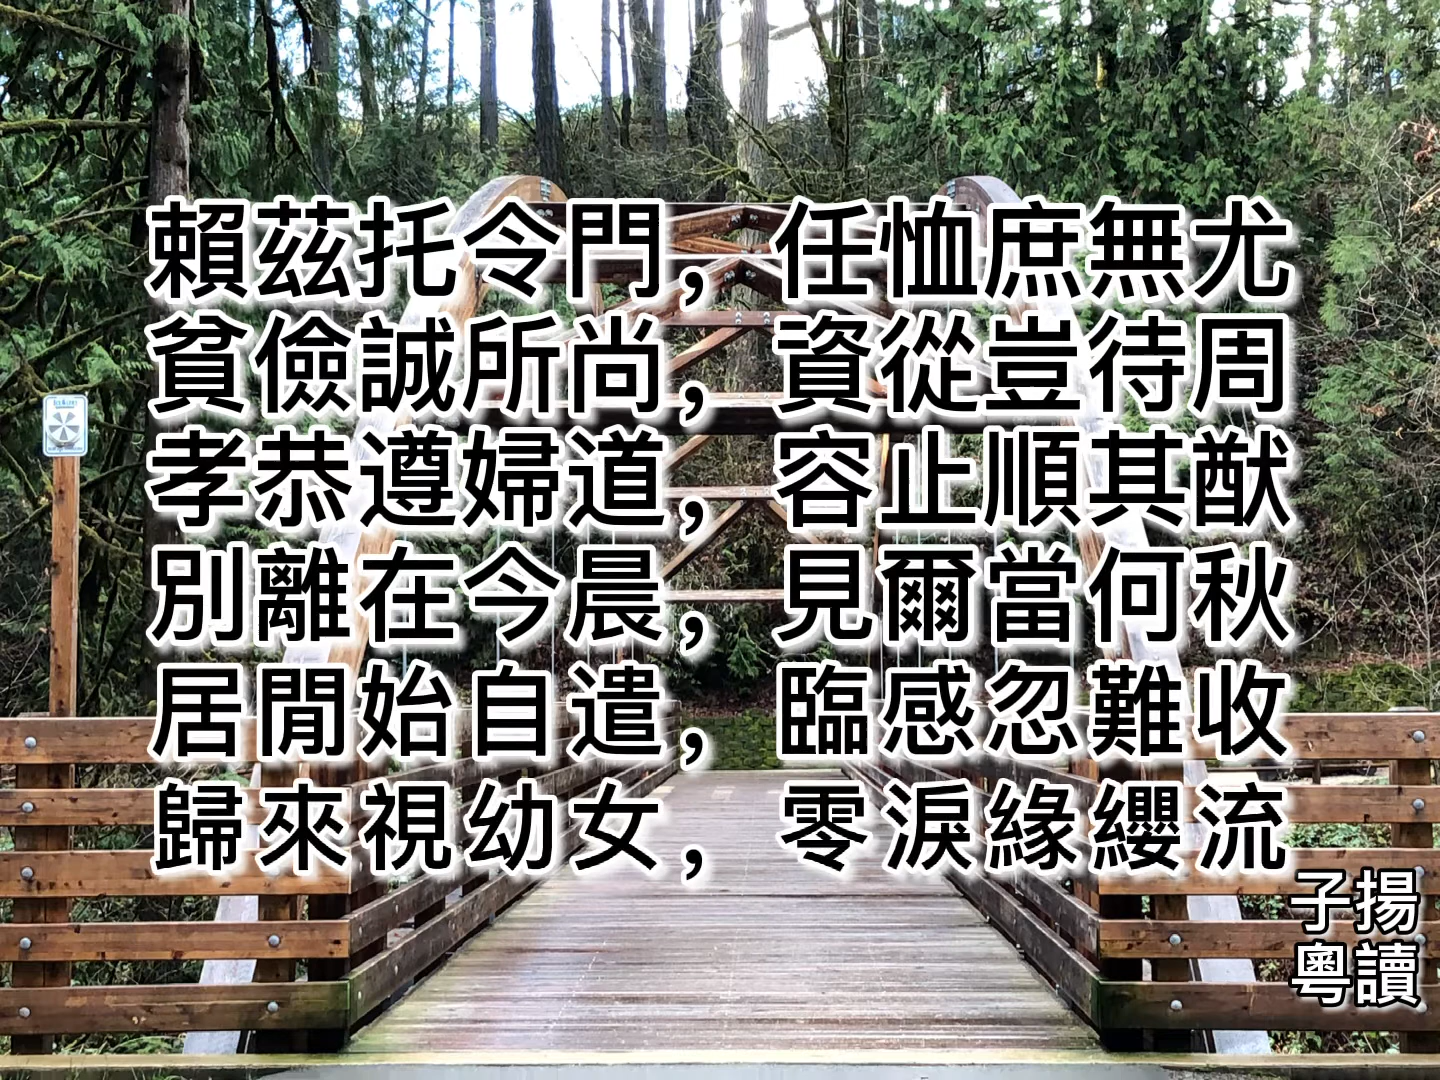 賴茲托令門，任恤庶無尤
貧儉誠所尚，資從豈待周
孝恭遵婦道，容止順其猷
別離在今晨，見爾當何秋
居閒始自遣，臨感忽難收
歸來視幼女，零淚緣纓流
子揚
粵讀